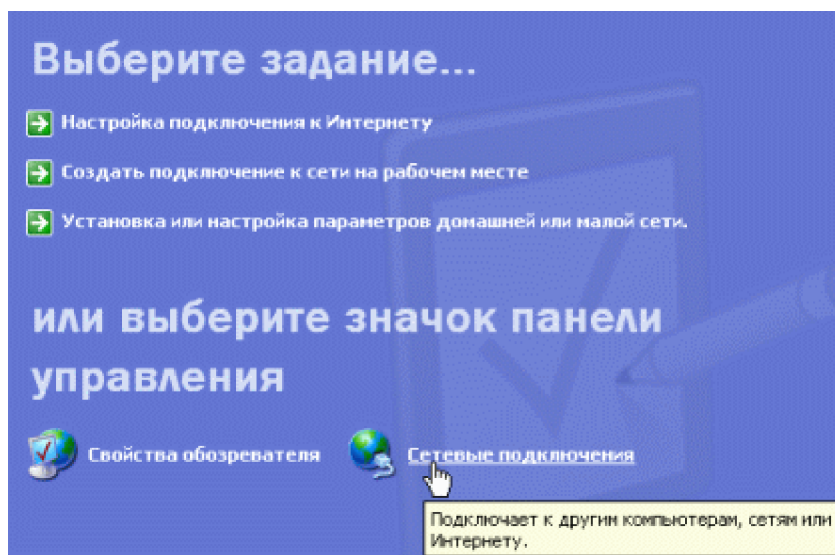 Выберите задание...
Настройка подключения к Интернету
Создать подключение к сети на рабочем месте
Установка или настройка параметров домашней или малой сети.
или выберите значок панели
управления
Свойства обозревателя
Сетевые подключения
Подключает к другим компьютерам, сетям или
Интернету.